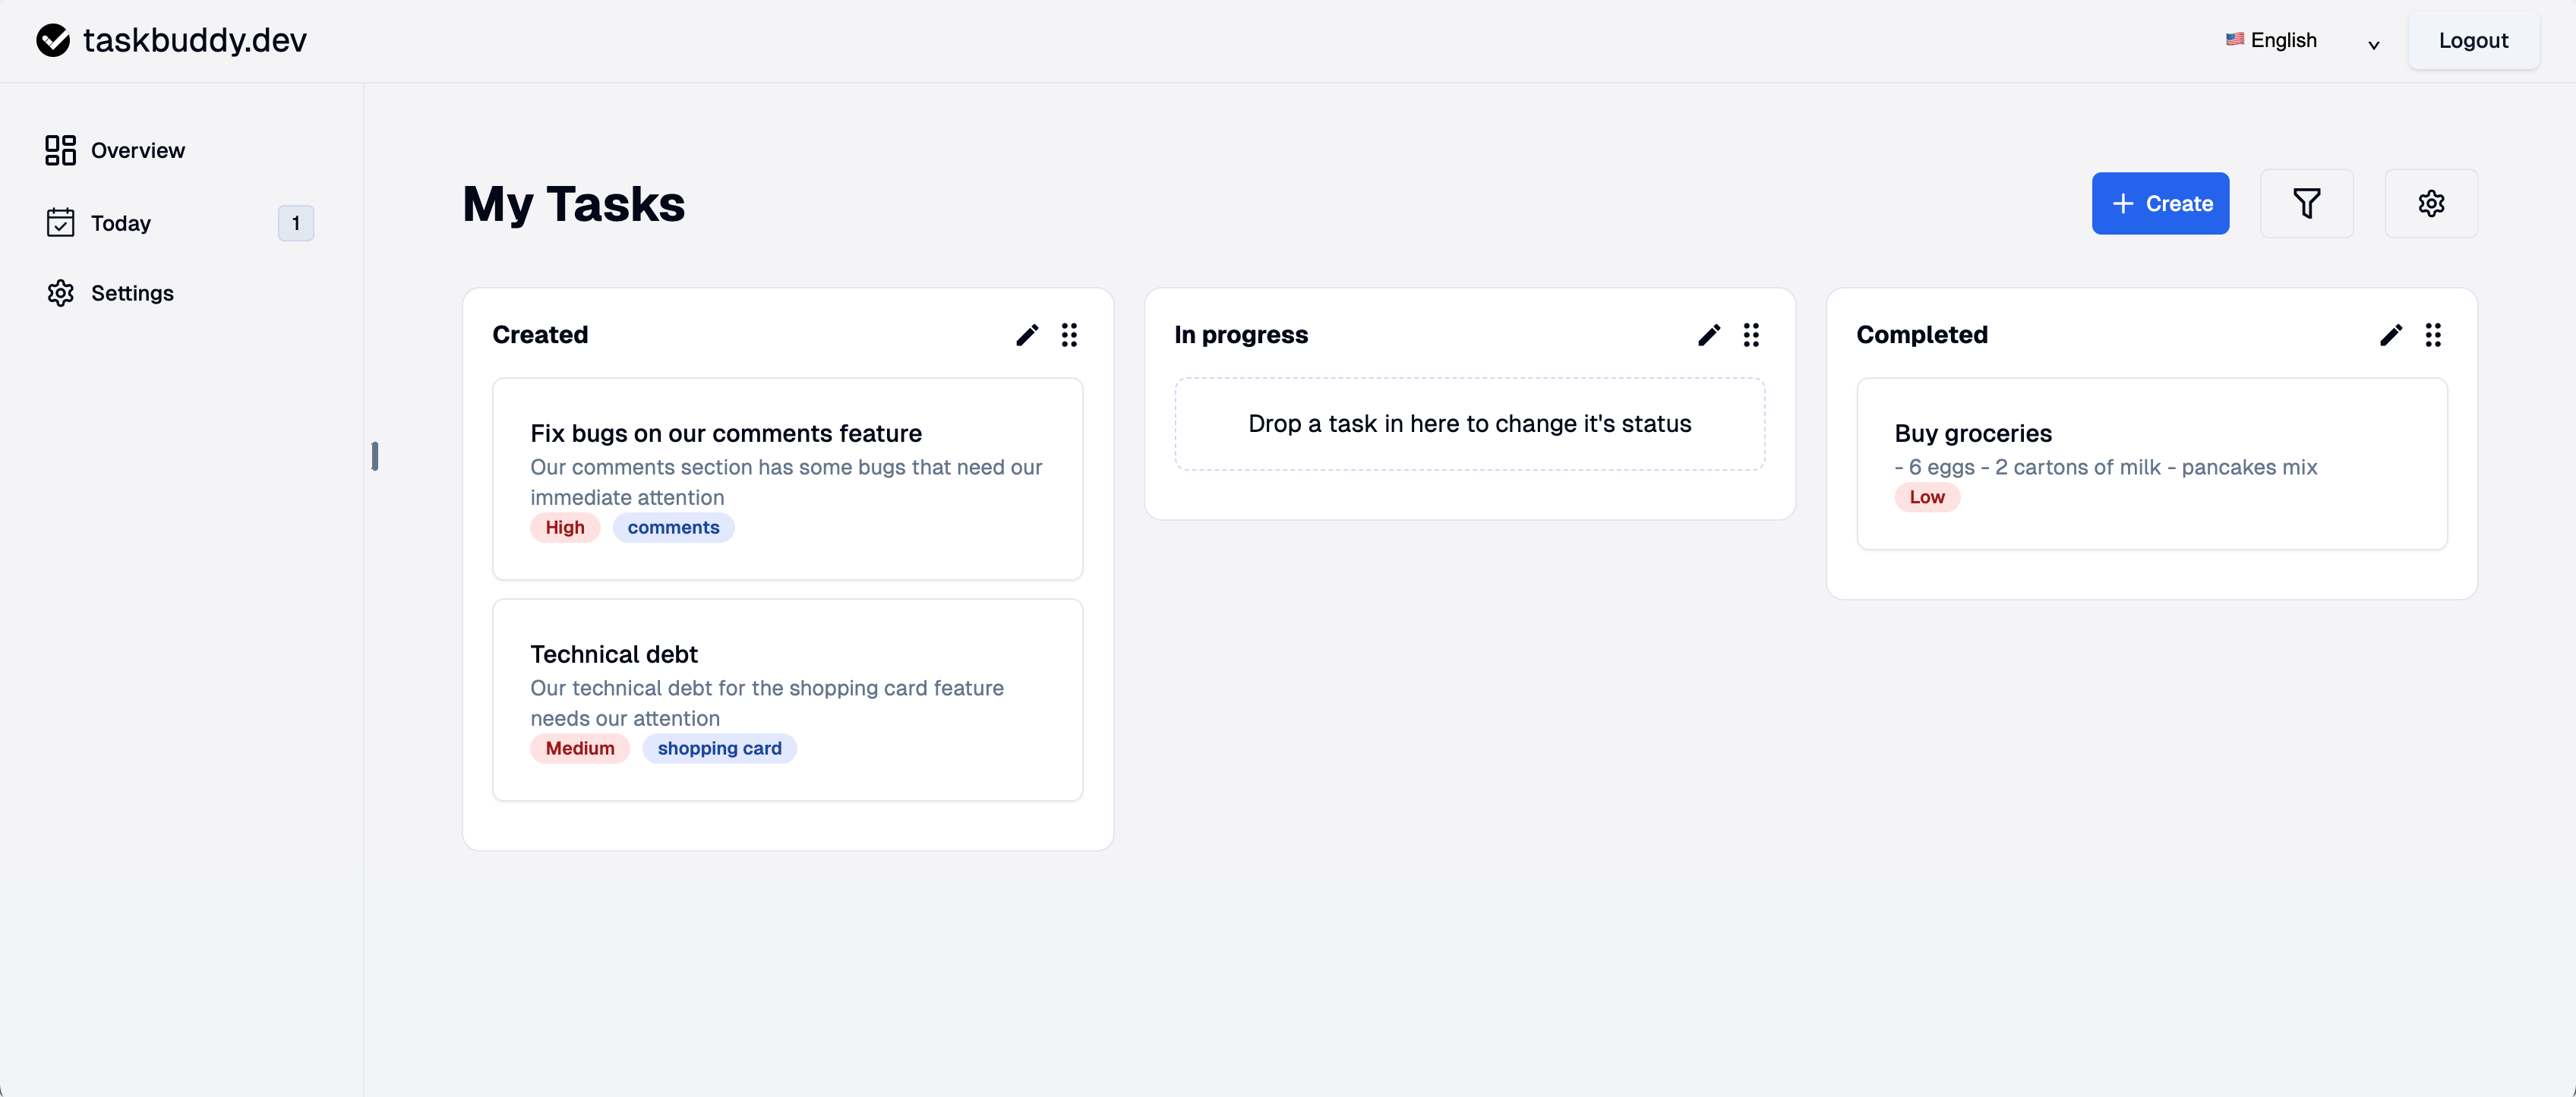 taskbuddy.dev
🇺🇸 English
Logout
Overview
Today
1
Settings
My Tasks
Create
Created
Fix bugs on our comments feature
Our comments section has some bugs that need our
immediate attention
High
comments
Technical debt
Our technical debt for the shopping card feature
needs our attention
Medium
shopping card
In progress
Drop a task in here to change it's status
Completed
Buy groceries
- 6 eggs - 2 cartons of milk - pancakes mix
Low